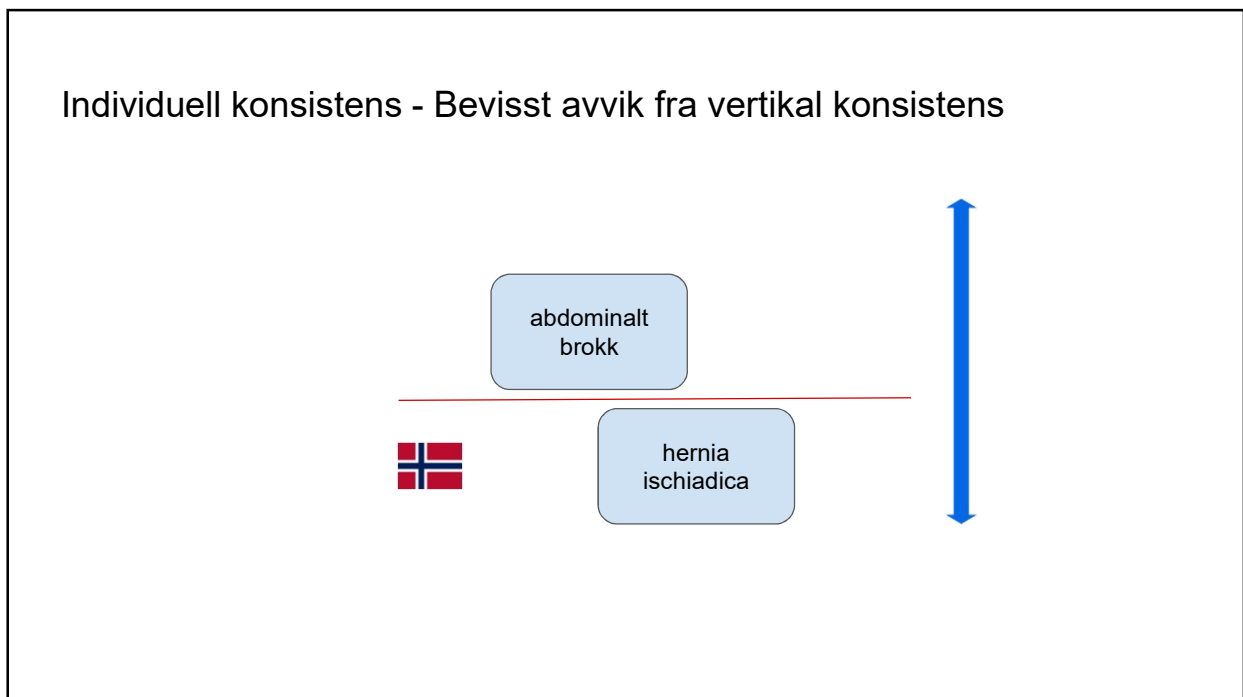 Individuell konsistens - Bevisst avvik fra vertikal konsistens
abdominalt
brokk
hernia
ischiadica